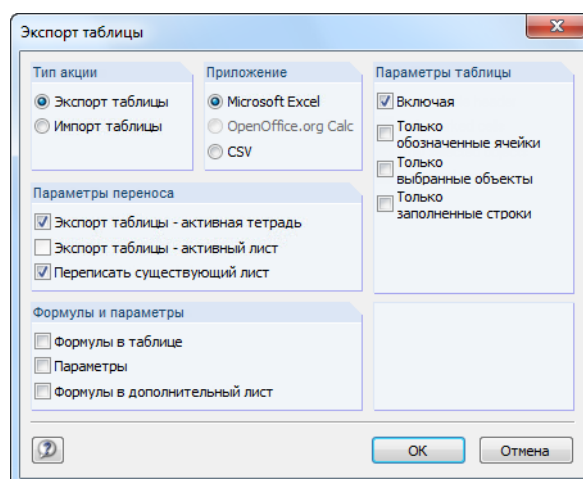 Экспорт таблицы
Тип акции
Экспорт таблицы
Импорт таблицы
Приложение
Microsoft Excel
OpenOffice.org Calc
CSV
Параметры таблицы
Включая
Только
обозначенные ячейки
Только
выбранные объекты
Только
заполненные строки
Параметры переноса
Экспорт таблицы - активная тетрадь
Экспорт таблицы - активный лист
Переписать существующий лист
Формулы и параметры
Формулы в таблице
Параметры
Формулы в дополнительный лист
OK
Отмена